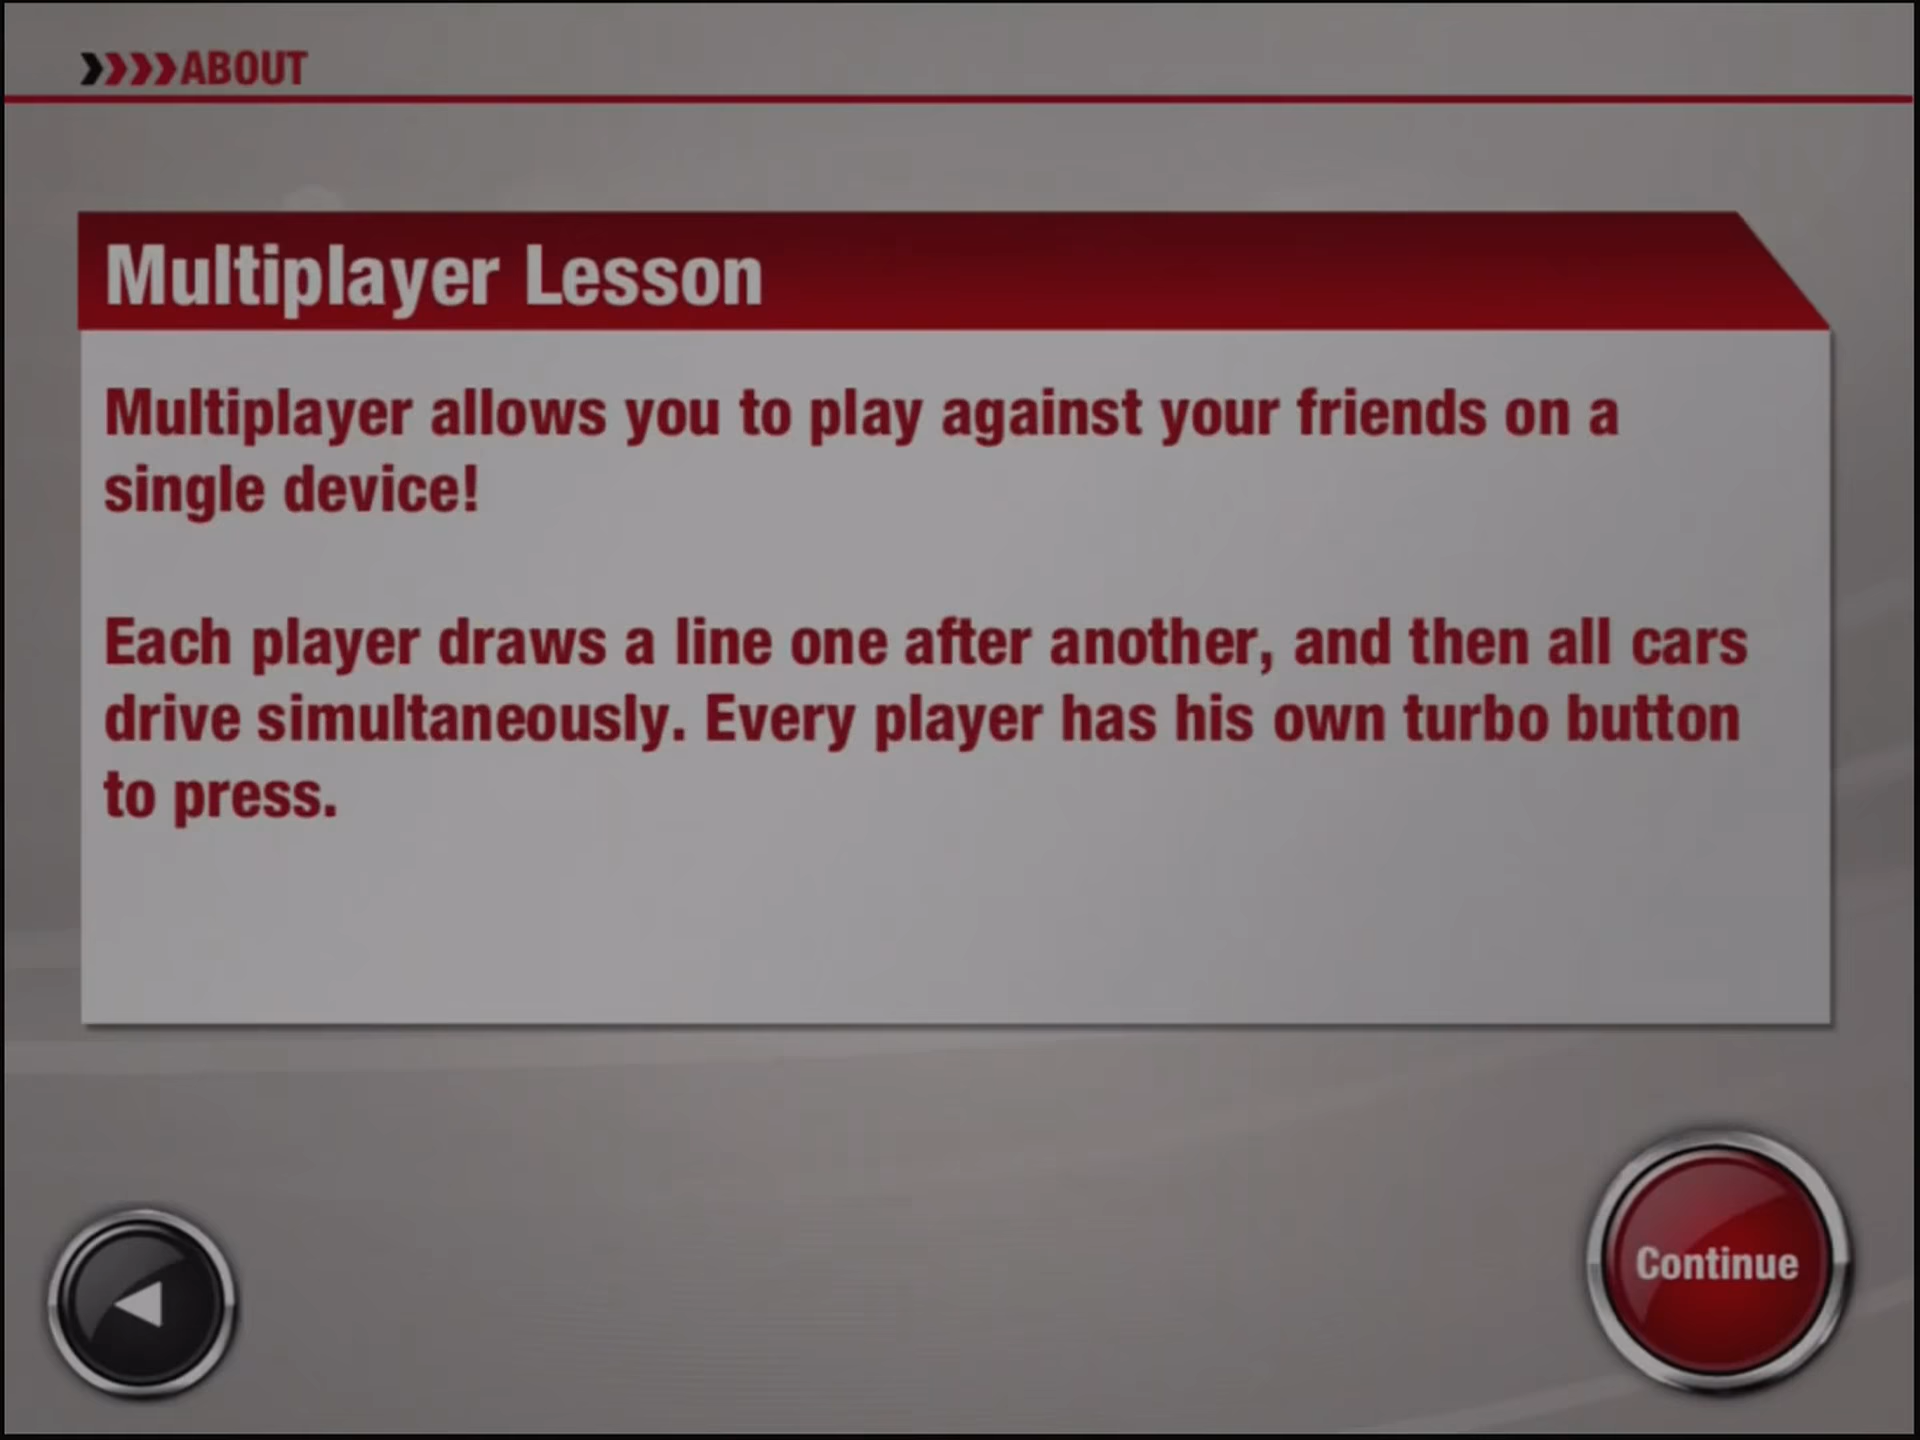 ABOUT
Multiplayer Lesson
Multiplayer allows you to play against your friends on a
single device!
Each player draws a line one after another, and then all cars
drive simultaneously. Every player has his own turbo button
to press.
Continue